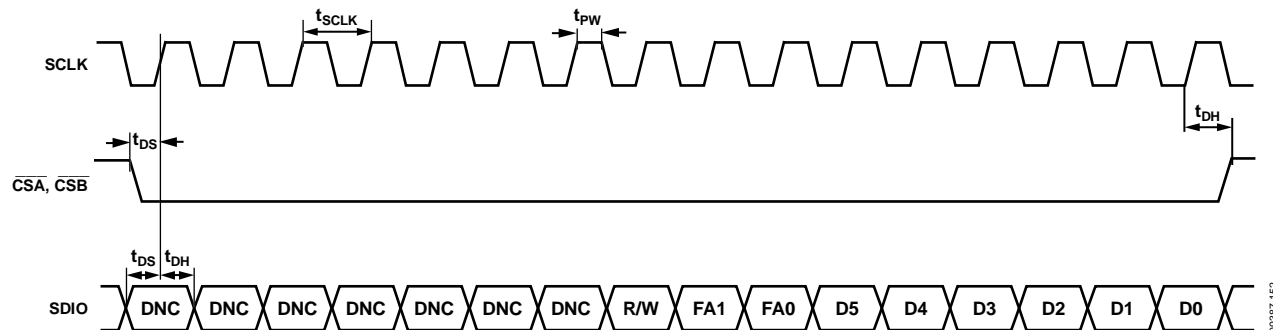 tSCLK
tPW
SCLK
tDH
tDS
CSA, CSB
tDS tDH
SDIO DNC DNC DNC DNC DNC DNC DNC R/W FA1 FA0 D5 D4 D3 D2 D1 D0